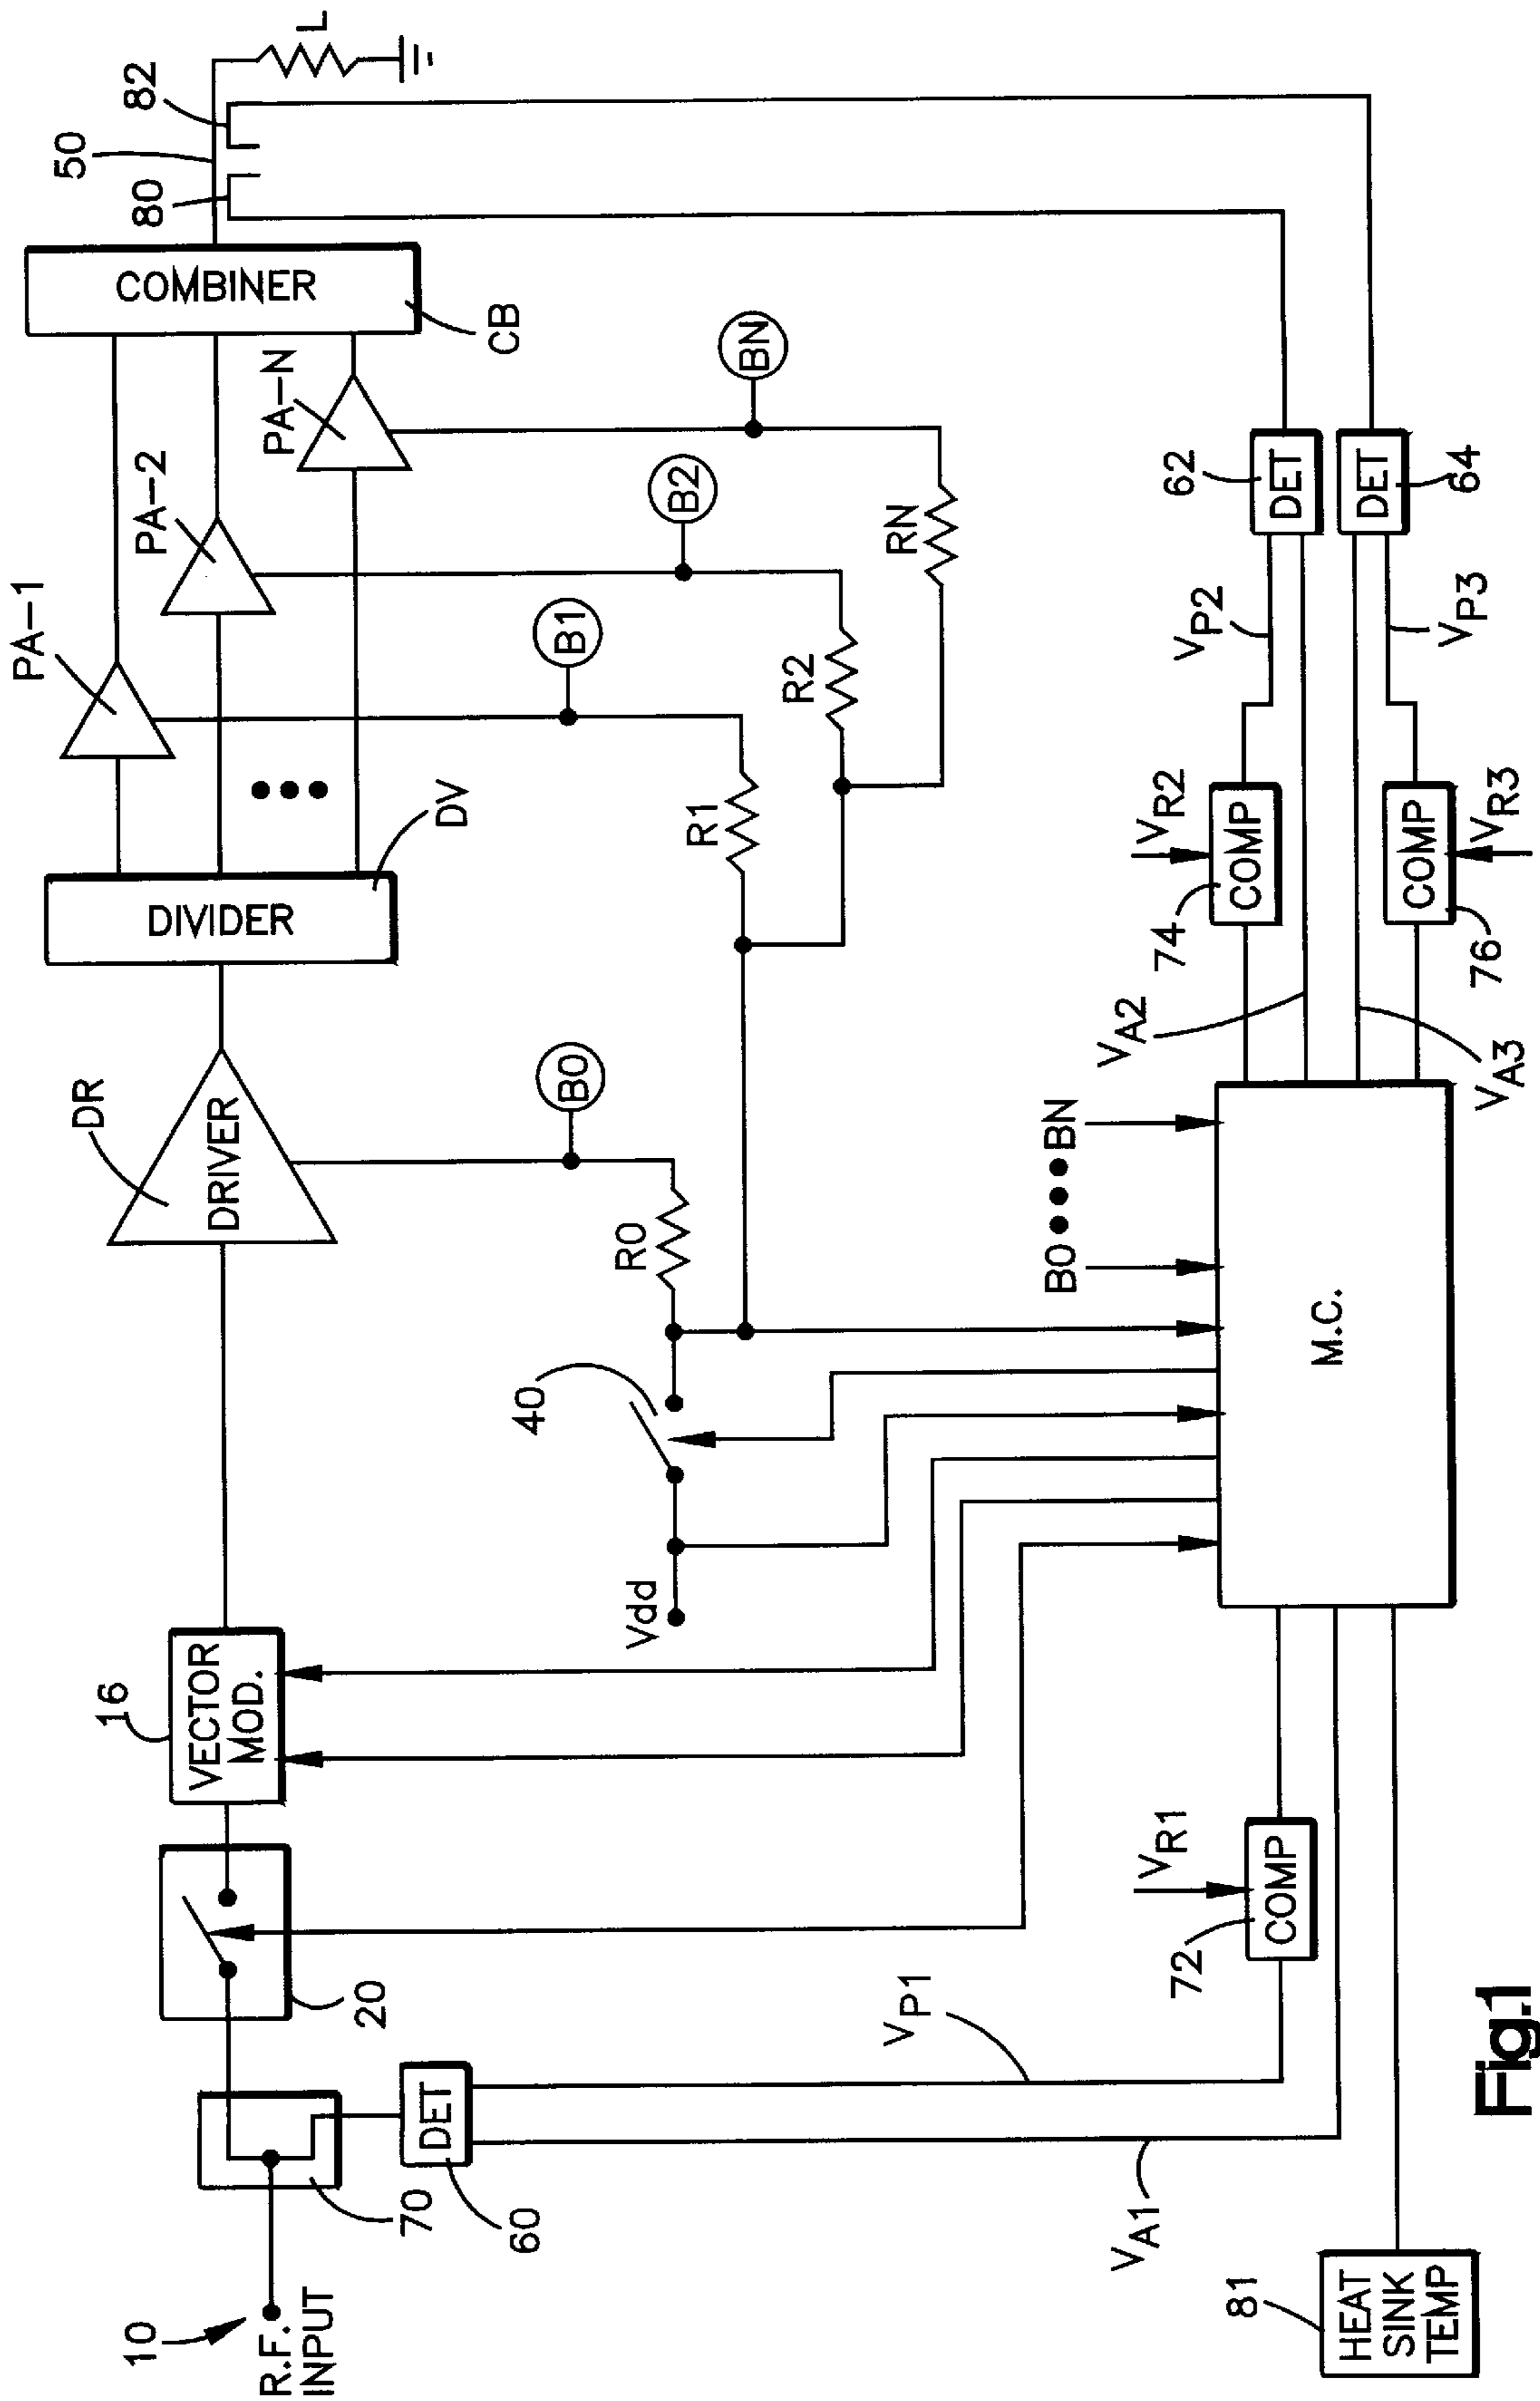 10
R.F.
INPUT
70
DET
60
20
VECTOR
MOD.
16
DRIVER
DR
DIVIDER
DV
PA-1
PA-2
PA-N
COMBINER
CB
80
50
82
L
B0
B1
B2
BN
R0
R1
R2
RN
40
Vdd
B0 ••• BN
M.C.
VP1
VA1
VR1
COMP
72
81
HEAT
SINK
TEMP
VR2
COMP
74
VA2
VP2
62
DET
DET
64
VP3
VA3
COMP
76
VR3
Fig.1